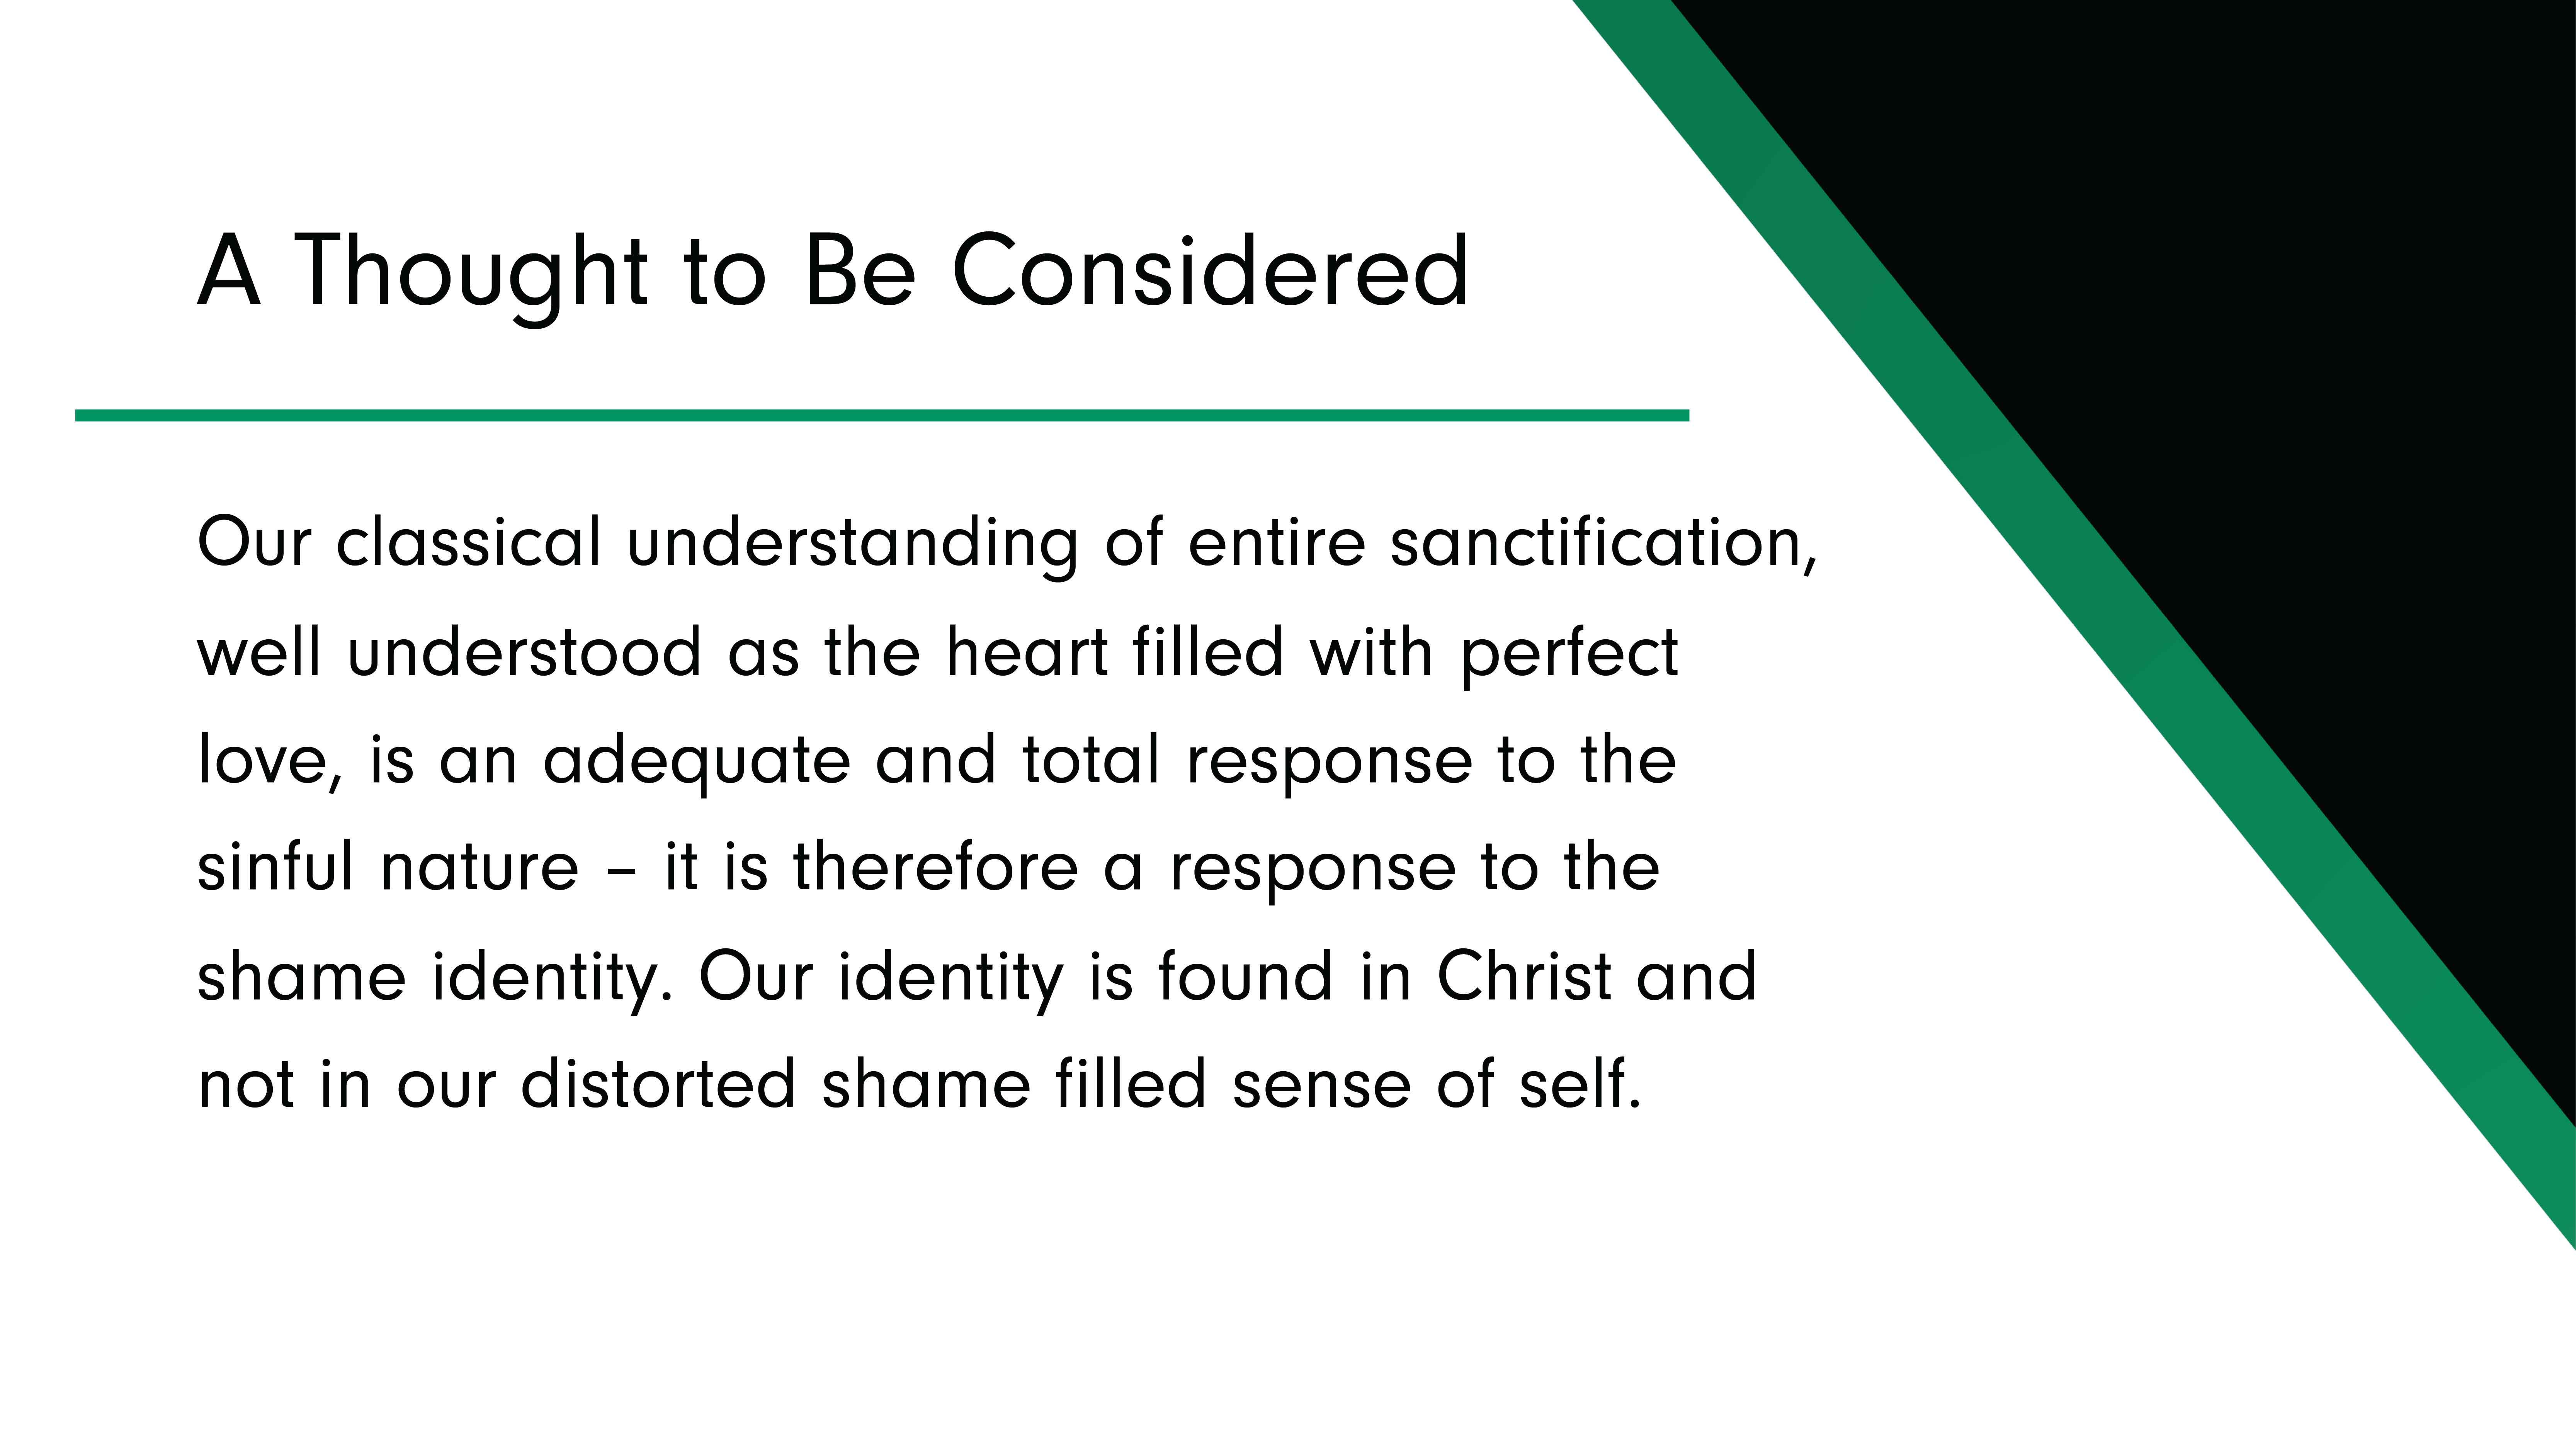 A Thought to Be Considered
Our classical understanding of entire sanctification,
well understood as the heart filled with perfect
love, is an adequate and total response to the
sinful nature – it is therefore a response to the
shame identity. Our identity is found in Christ and
not in our distorted shame filled sense of self.